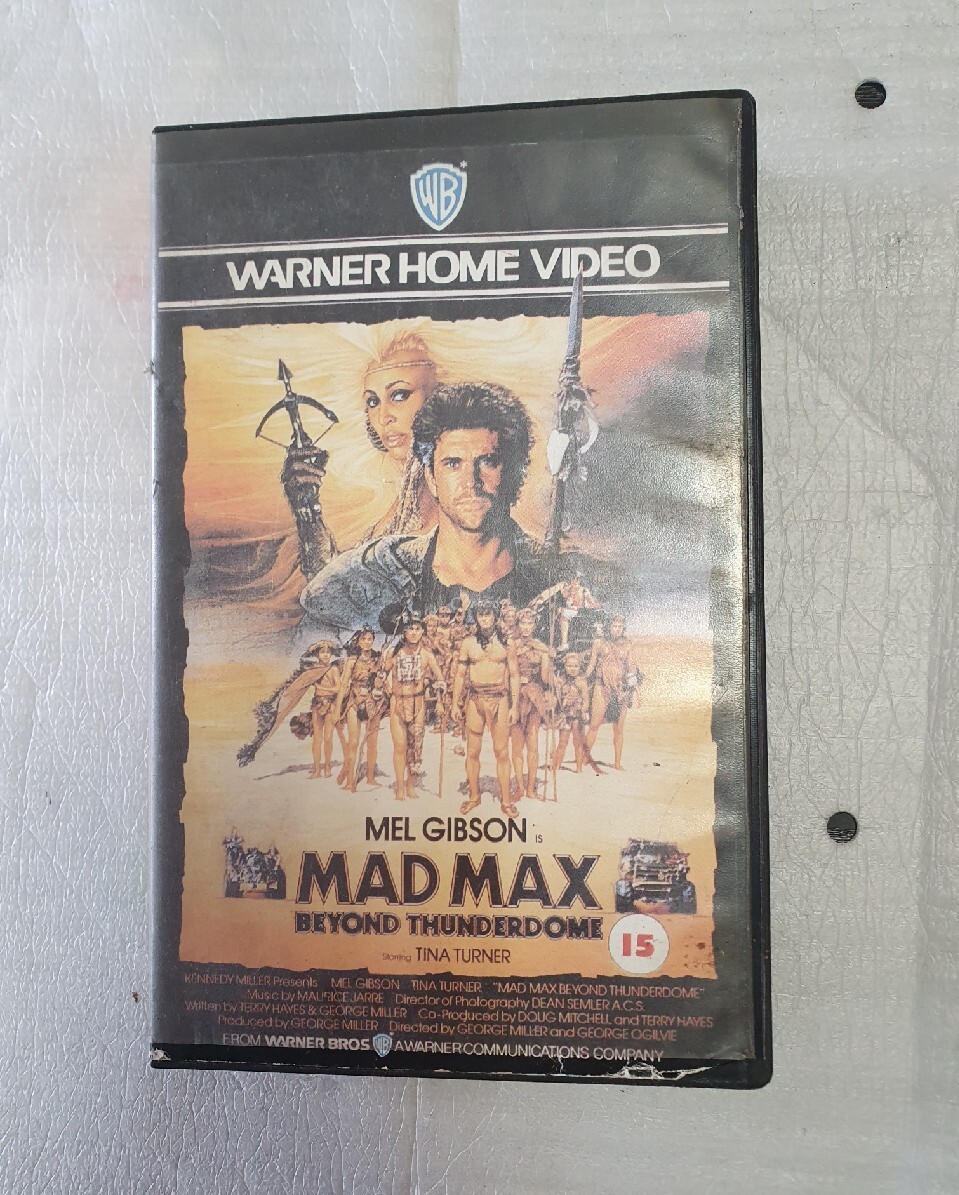 WB*
WARNER HOME VIDEO
MEL GIBSON IS
MAD MAX
BEYOND THUNDERDOME
15
Starring TINA TURNER
KENNEDY MILLER Presents MEL GIBSON TINA TURNER "MAD MAX BEYOND THUNDERDOME"
Music by MAURICE JARRE Director of Photography DEAN SEMLER A.C.S.
Written by TERRY HAYES & GEORGE MILLER Co-Produced by DOUG MITCHELL and TERRY HAYES
Produced by GEORGE MILLER Directed by GEORGE MILLER and GEORGE OGILVIE
FROM WARNER BROS WB A WARNER COMMUNICATIONS COMPANY